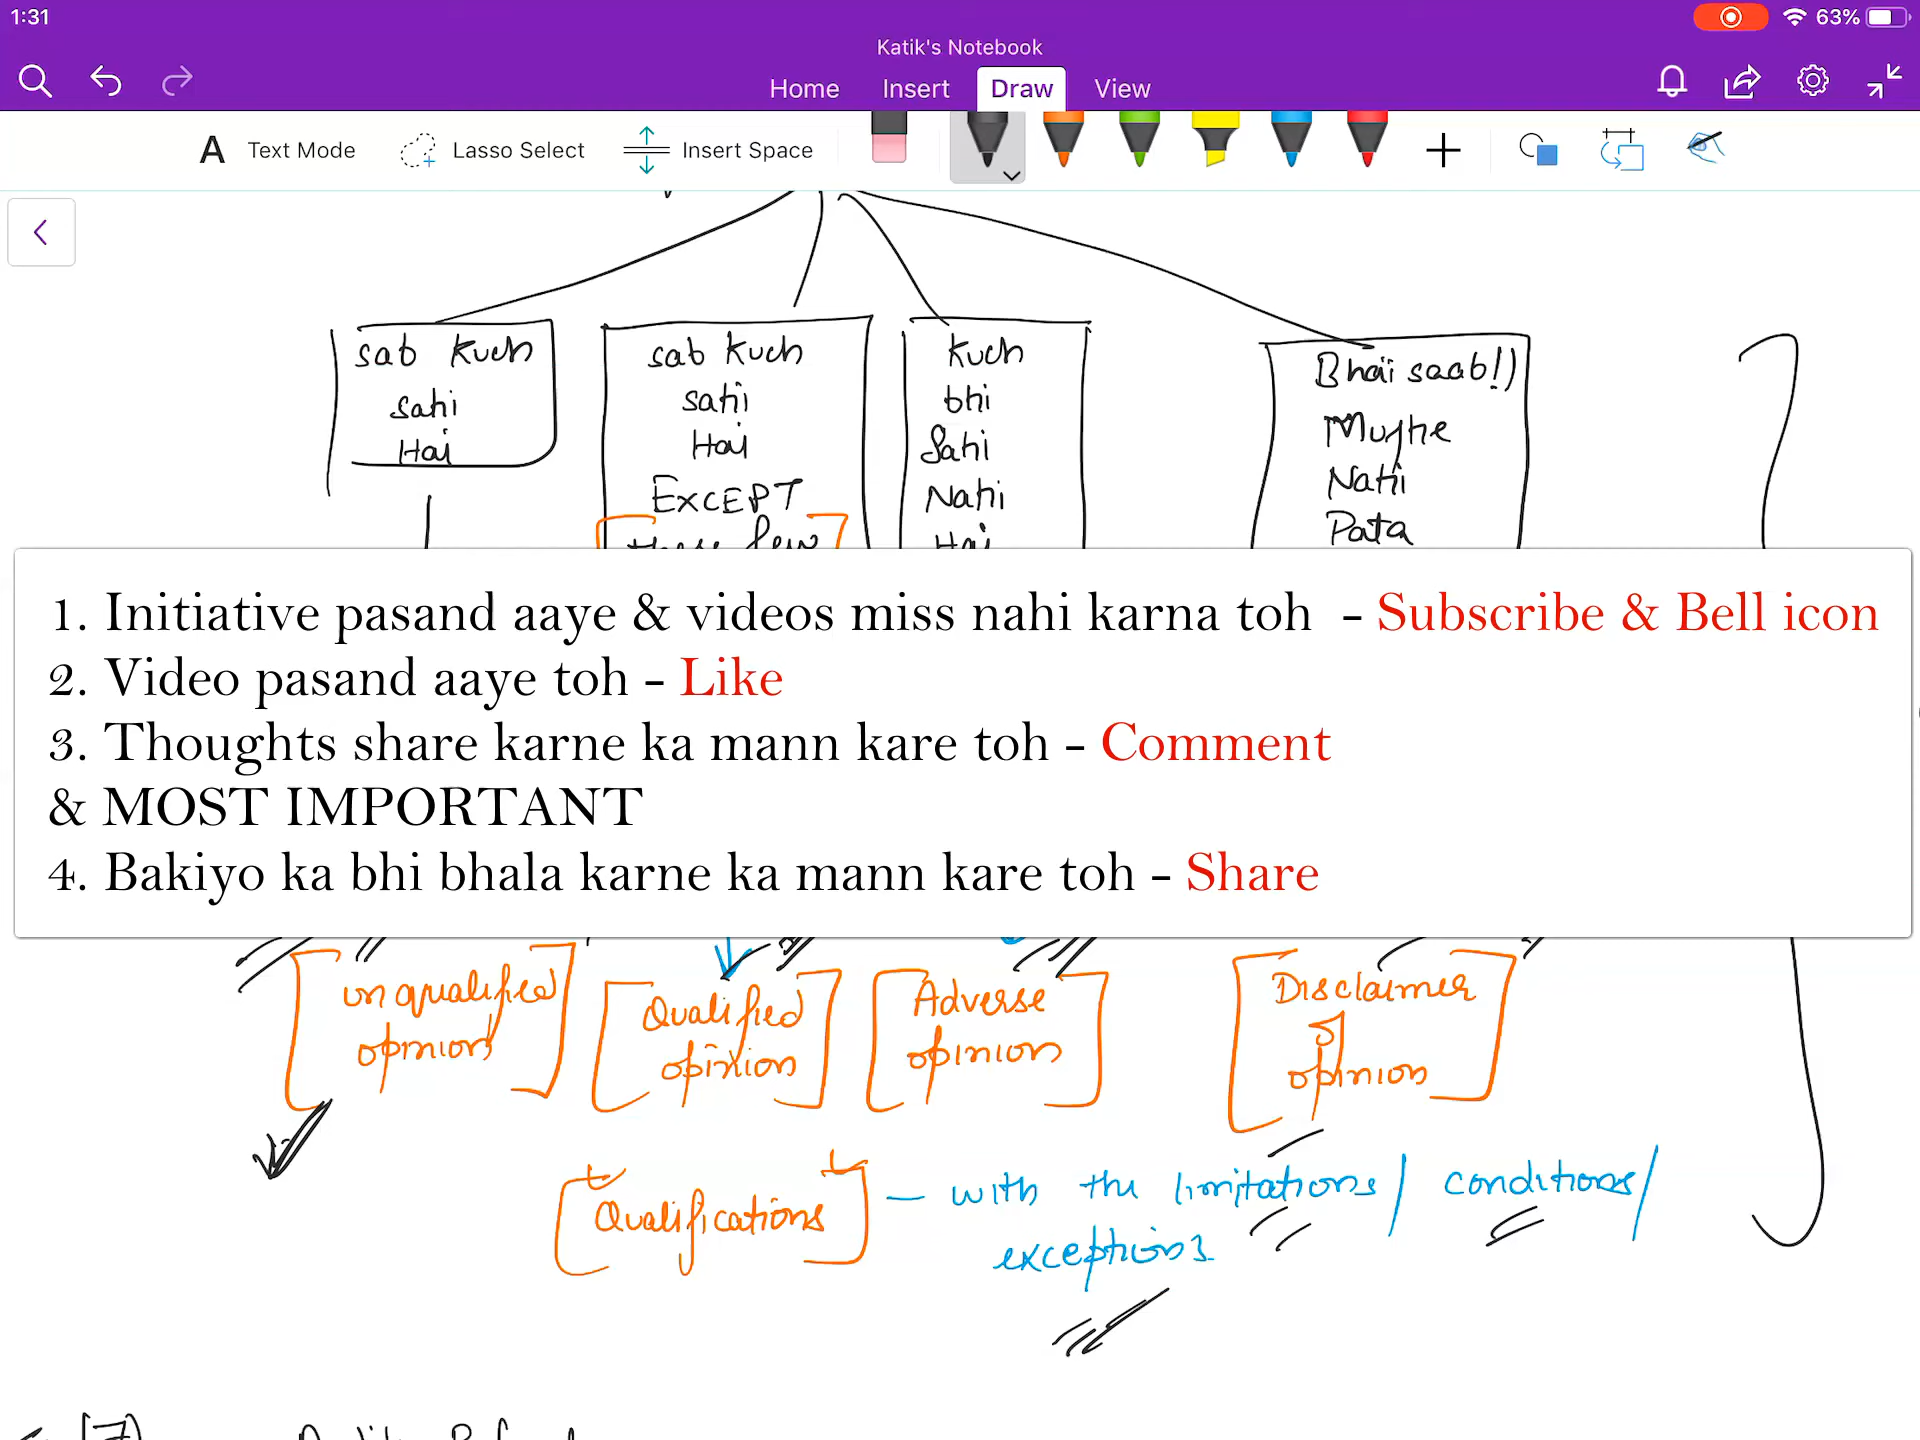 1:31
63%
Katik's Notebook
Home Insert Draw View
Text Mode Lasso Select Insert Space
sab kuch
sahi
Hai
sab kuch
sahi
Hai
EXCEPT
these few
kuch
bhi
Sahi
Nahi
Hai
Bhai saab!)
Mujhe
Nahi
Pata
1. Initiative pasand aaye & videos miss nahi karna toh - Subscribe & Bell icon
2. Video pasand aaye toh - Like
3. Thoughts share karne ka mann kare toh - Comment
& MOST IMPORTANT
4. Bakiyo ka bhi bhala karne ka mann kare toh - Share
unqualified
opinion
Qualified
opinion
Adverse
opinion
Disclaimer
of
opinion
Qualifications — with the limitations/ conditions/
exceptions